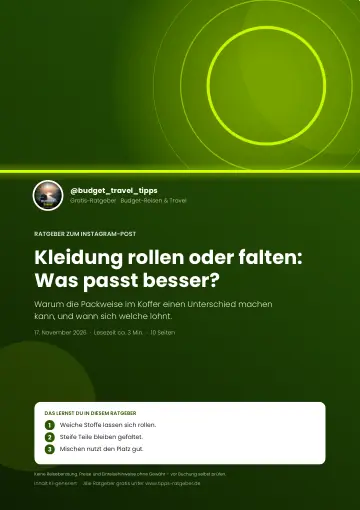 @budget_travel_tipps
Gratis-Ratgeber · Budget-Reisen & Travel
RATGEBER ZUM INSTAGRAM-POST
Kleidung rollen oder falten:
Was passt besser?
Warum die Packweise im Koffer einen Unterschied machen
kann, und wann sich welche lohnt.
17. November 2026 · Lesezeit ca. 3 Min. · 10 Seiten
DAS LERNST DU IN DIESEM RATGEBER
1 Weiche Stoffe lassen sich rollen.
2 Steife Teile bleiben gefaltet.
3 Mischen nutzt den Platz gut.
Keine Reiseberatung. Preise und Einreisehinweise ohne Gewähr – vor Buchung selbst prüfen.
Inhalt KI-generiert · Alle Ratgeber gratis unter www.tipps-ratgeber.de